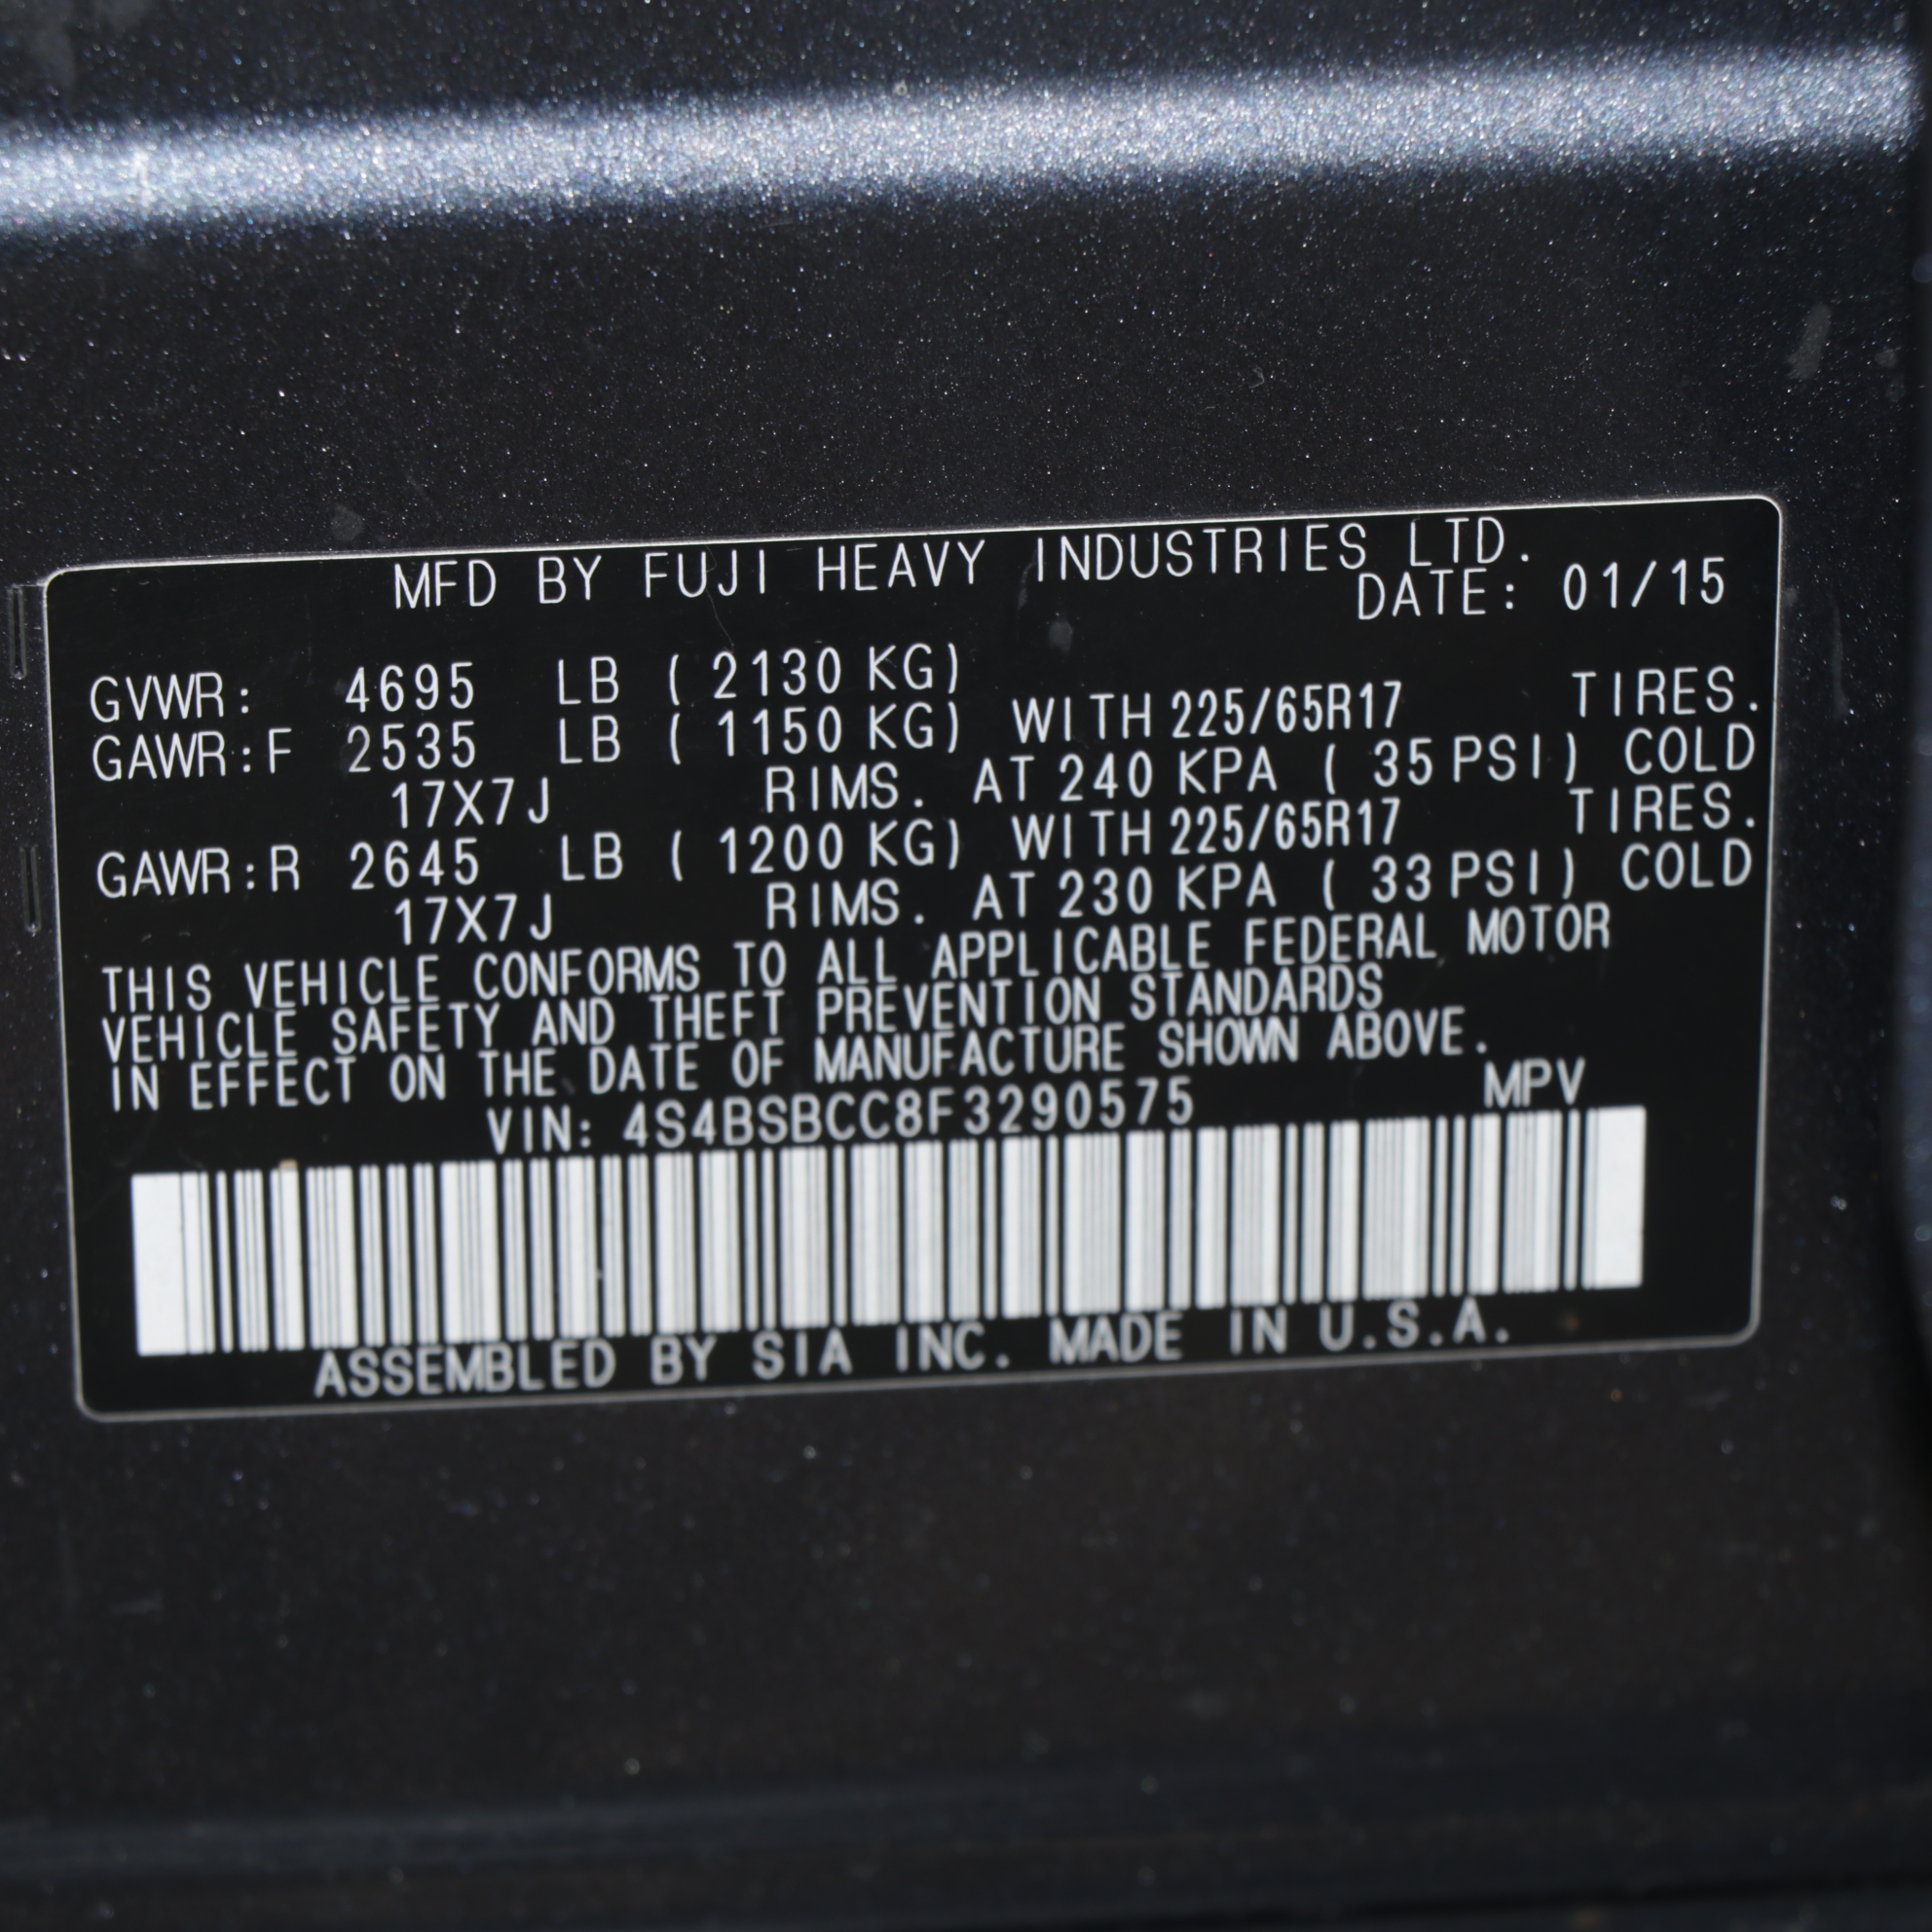 MFD BY FUJI HEAVY INDUSTRIES LTD.
DATE: 01/15
GVWR: 4695 LB ( 2130 KG)
GAWR:F 2535 LB ( 1150 KG) WITH 225/65R17 TIRES.
17X7J RIMS. AT 240 KPA ( 35 PSI) COLD
GAWR:R 2645 LB ( 1200 KG) WITH 225/65R17 TIRES.
17X7J RIMS. AT 230 KPA ( 33 PSI) COLD
THIS VEHICLE CONFORMS TO ALL APPLICABLE FEDERAL MOTOR
VEHICLE SAFETY AND THEFT PREVENTION STANDARDS
IN EFFECT ON THE DATE OF MANUFACTURE SHOWN ABOVE.
VIN: 4S4BSBCC8F3290575 MPV
ASSEMBLED BY SIA INC. MADE IN U.S.A.